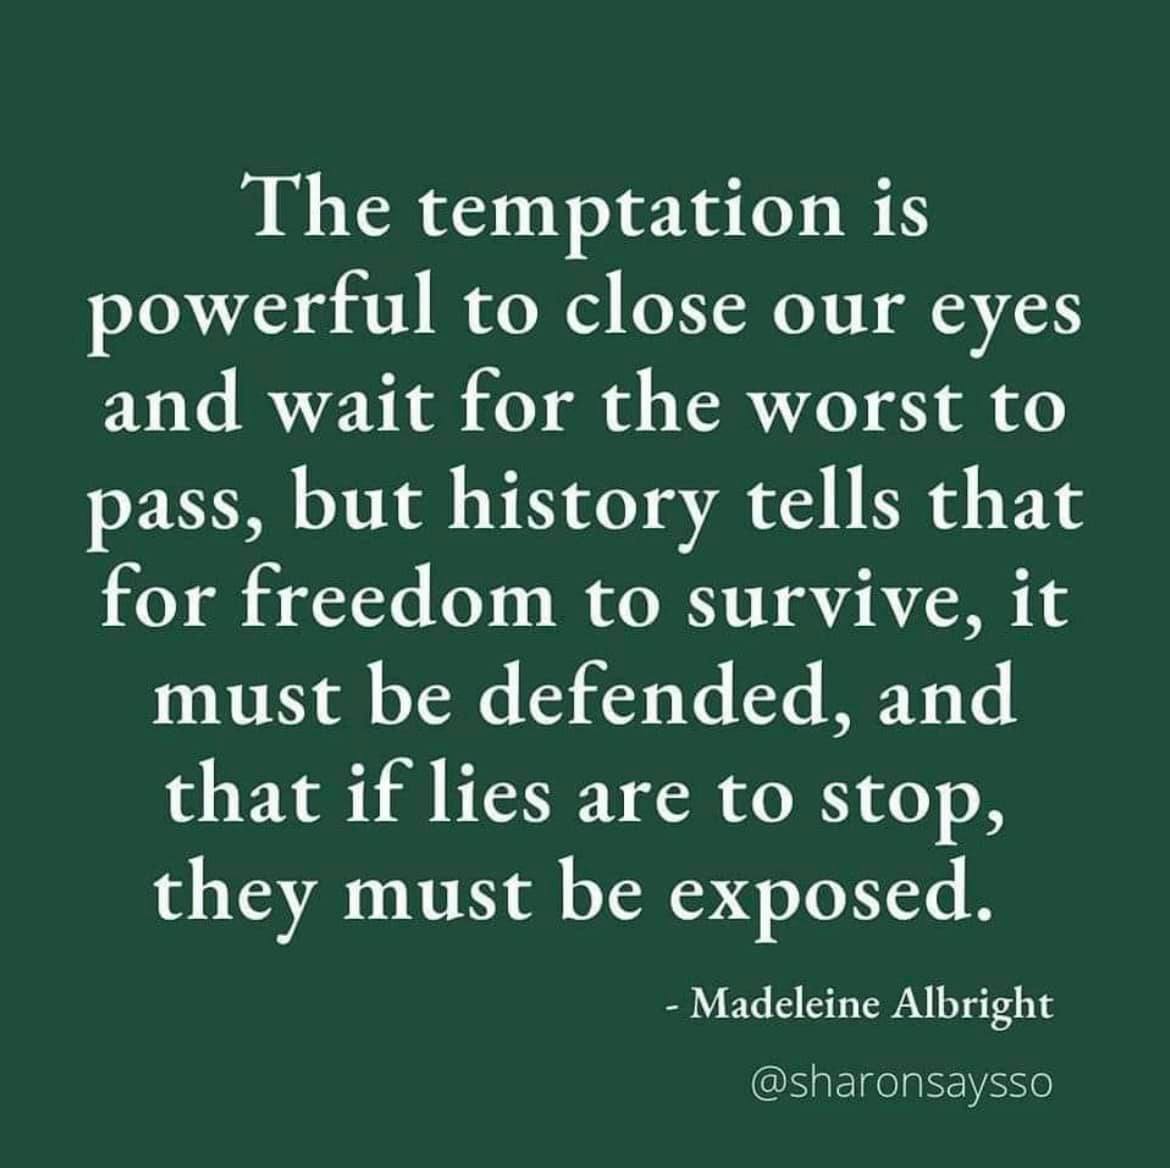 The temptation is
powerful to close our eyes
and wait for the worst to
pass, but history tells that
for freedom to survive, it
must be defended, and
that if lies are to stop,
they must be exposed.
- Madeleine Albright
@sharonsaysso